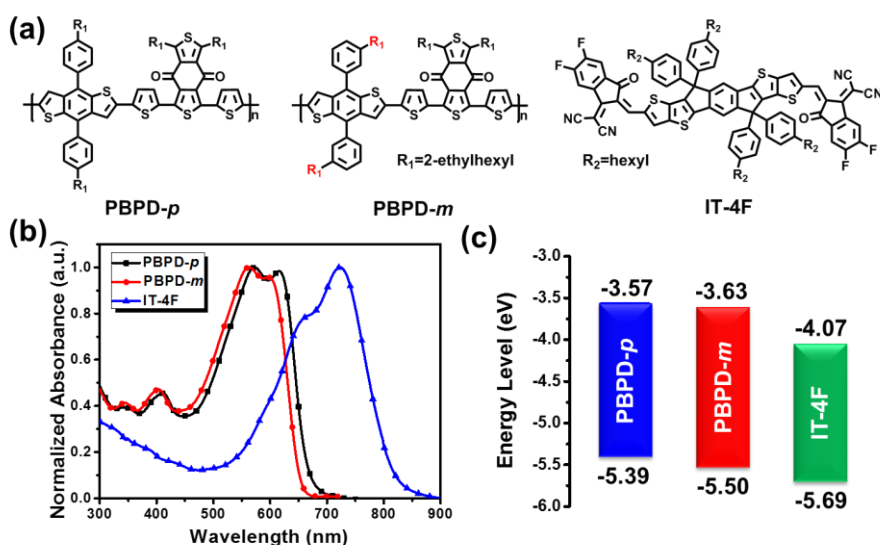 (a)
R1 R1 R1 R1 R1 R1 R2 R2
S S
O O O O F F O CN CN
S S S S n S S S S n S S S S
NC CN O F F
R1 R1 R1=2-ethylhexyl R2=hexyl R2 R2
PBPD-p PBPD-m IT-4F
(b)
Normalized Absorbance (a.u.)
1.0
0.8
0.6
0.4
0.2
0.0
PBPD-p
PBPD-m
IT-4F
300 400 500 600 700 800 900
Wavelength (nm)
(c)
Energy Level (eV)
-3.0
-3.5
-4.0
-4.5
-5.0
-5.5
-6.0
-3.57
PBPD-p
-5.39
-3.63
PBPD-m
-5.50
-4.07
IT-4F
-5.69